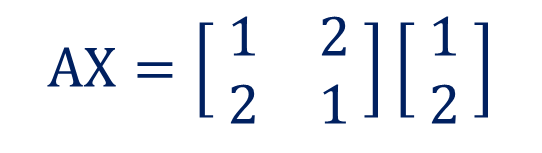 AX = [1 2; 2 1] [1; 2]